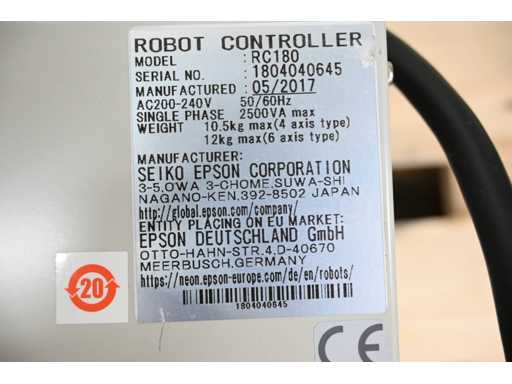 ROBOT CONTROLLER
MODEL : RC180
SERIAL NO. : 1804040645
MANUFACTURED : 05/2017
AC200-240V 50/60Hz
SINGLE PHASE 2500VA max
WEIGHT 10.5kg max(4 axis type)
12kg max(6 axis type)
MANUFACTURER:
SEIKO EPSON CORPORATION
3-5,OWA 3-CHOME,SUWA-SHI
NAGANO-KEN,392-8502 JAPAN
http://global.epson.com/company/
ENTITY PLACING ON EU MARKET:
EPSON DEUTSCHLAND GmbH
OTTO-HAHN-STR.4,D-40670
MEERBUSCH,GERMANY
https://neon.epson-europe.com/de/en/robots/
1804040645
20
CE